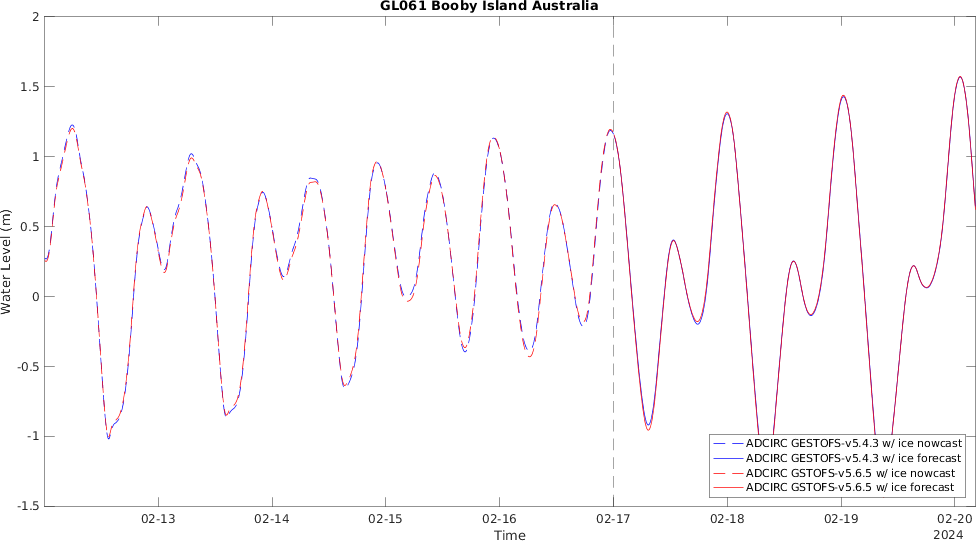 GL061 Booby Island Australia
2
1.5
1
0.5
0
-0.5
-1
-1.5
Water Level (m)
ADCIRC GESTOFS-v5.4.3 w/ ice nowcast
ADCIRC GESTOFS-v5.4.3 w/ ice forecast
ADCIRC GSTOFS-v5.6.5 w/ ice nowcast
ADCIRC GSTOFS-v5.6.5 w/ ice forecast
02-13 02-14 02-15 02-16 02-17 02-18 02-19 02-20
Time 2024